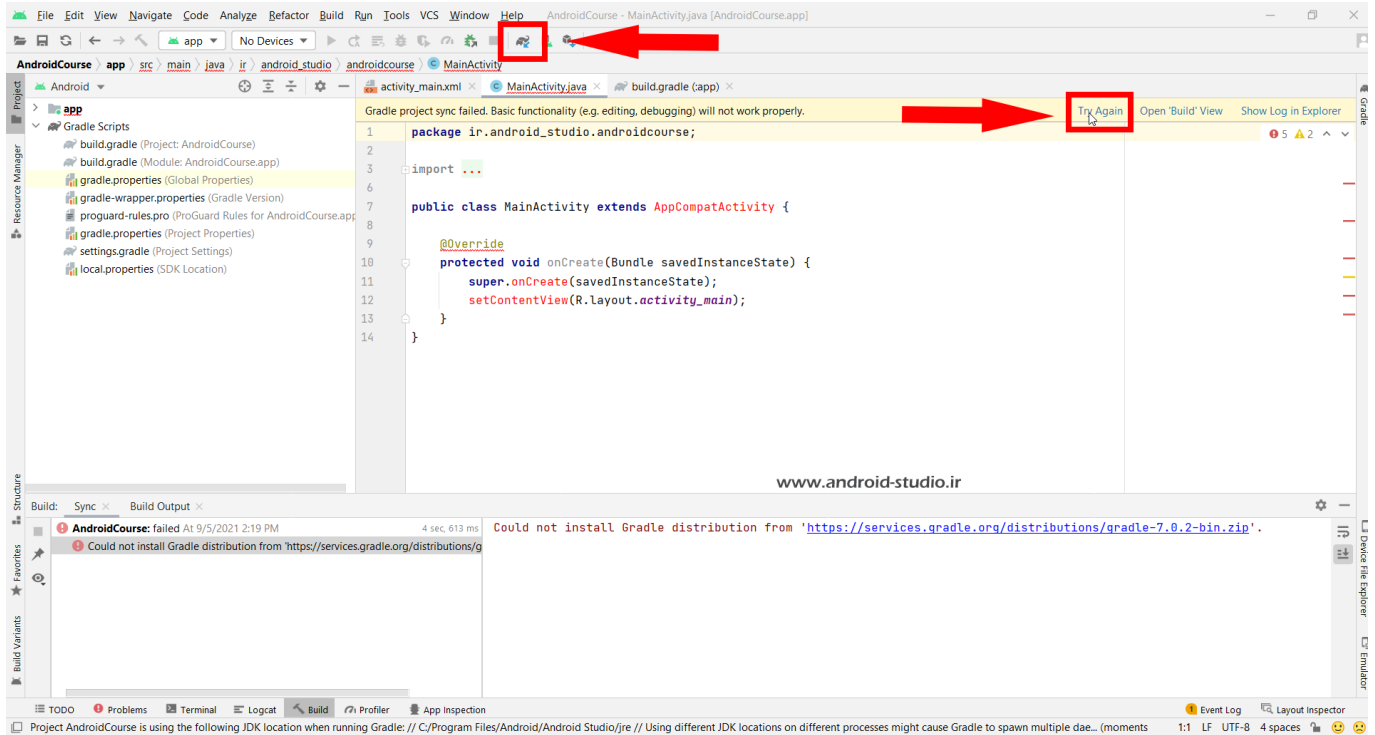 File Edit View Navigate Code Analyze Refactor Build Run Tools VCS Window Help AndroidCourse - MainActivity.java [AndroidCourse.app]
app No Devices
AndroidCourse app src main java ir android_studio androidcourse MainActivity
Android
activity_main.xml MainActivity.java build.gradle (:app)
Gradle project sync failed. Basic functionality (e.g. editing, debugging) will not work properly. Try Again Open 'Build' View Show Log in Explorer
5 2
app
Gradle Scripts
build.gradle (Project: AndroidCourse)
build.gradle (Module: AndroidCourse.app)
gradle.properties (Global Properties)
gradle-wrapper.properties (Gradle Version)
proguard-rules.pro (ProGuard Rules for AndroidCourse.app
gradle.properties (Project Properties)
settings.gradle (Project Settings)
local.properties (SDK Location)
1 package ir.android_studio.androidcourse;
2
3 import ...
6
7 public class MainActivity extends AppCompatActivity {
8
9 @Override
10 protected void onCreate(Bundle savedInstanceState) {
11 super.onCreate(savedInstanceState);
12 setContentView(R.layout.activity_main);
13 }
14 }
www.android-studio.ir
Project
Resource Manager
Structure
Favorites
Build Variants
Gradle
Device File Explorer
Emulator
Build: Sync Build Output
AndroidCourse: failed At 9/5/2021 2:19 PM 4 sec, 613 ms
Could not install Gradle distribution from 'https://services.gradle.org/distributions/g
Could not install Gradle distribution from 'https://services.gradle.org/distributions/gradle-7.0.2-bin.zip'.
TODO Problems Terminal Logcat Build Profiler App Inspection 1 Event Log Layout Inspector
Project AndroidCourse is using the following JDK location when running Gradle: // C:/Program Files/Android/Android Studio/jre // Using different JDK locations on different processes might cause Gradle to spawn multiple dae... (moments 1:1 LF UTF-8 4 spaces